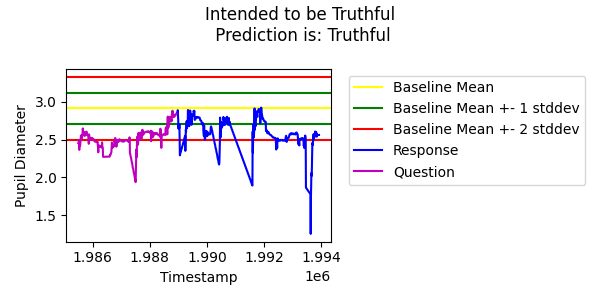 Intended to be Truthful
Prediction is: Truthful
Pupil Diameter
3.0
2.5
2.0
1.5
1.986
1.988
1.990
1.992
1.994
1e6
Timestamp
Baseline Mean
Baseline Mean +- 1 stddev
Baseline Mean +- 2 stddev
Response
Question